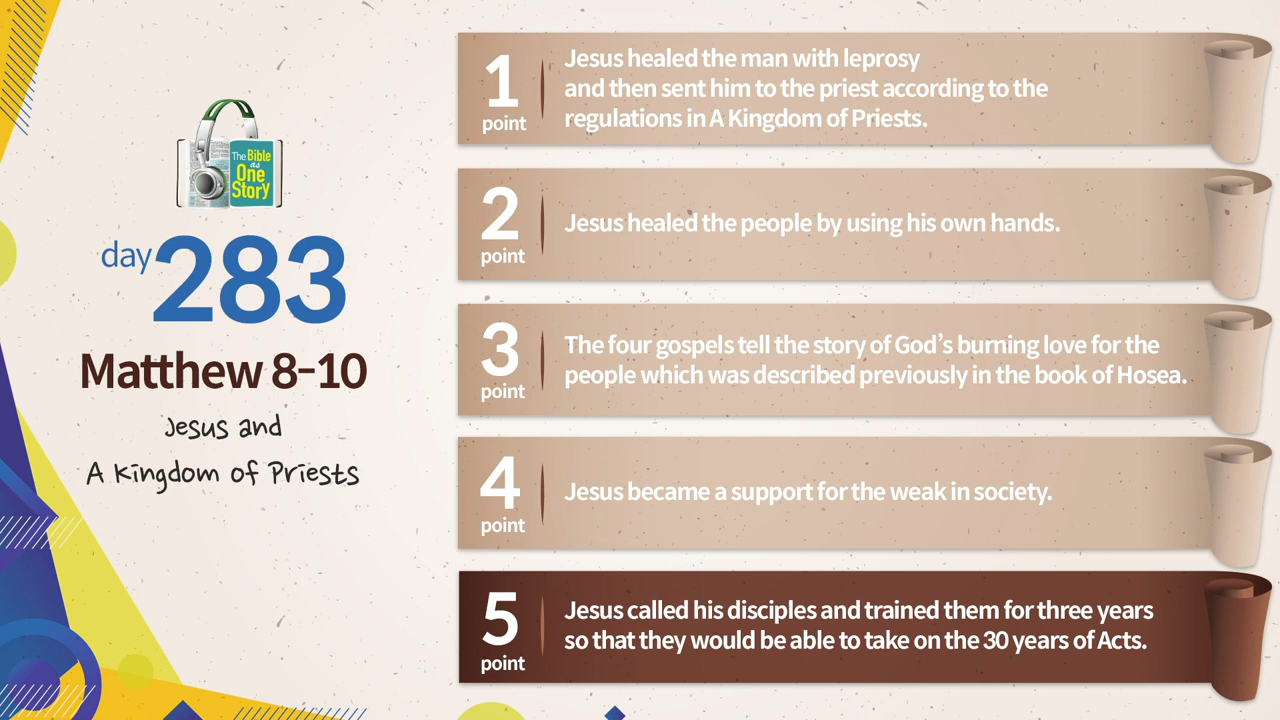 The Bible
as
One
Story
day 283
Matthew 8-10
Jesus and
A Kingdom of Priests
1
point
Jesus healed the man with leprosy
and then sent him to the priest according to the
regulations in A Kingdom of Priests.
2
point
Jesus healed the people by using his own hands.
3
point
The four gospels tell the story of God’s burning love for the
people which was described previously in the book of Hosea.
4
point
Jesus became a support for the weak in society.
5
point
Jesus called his disciples and trained them for three years
so that they would be able to take on the 30 years of Acts.